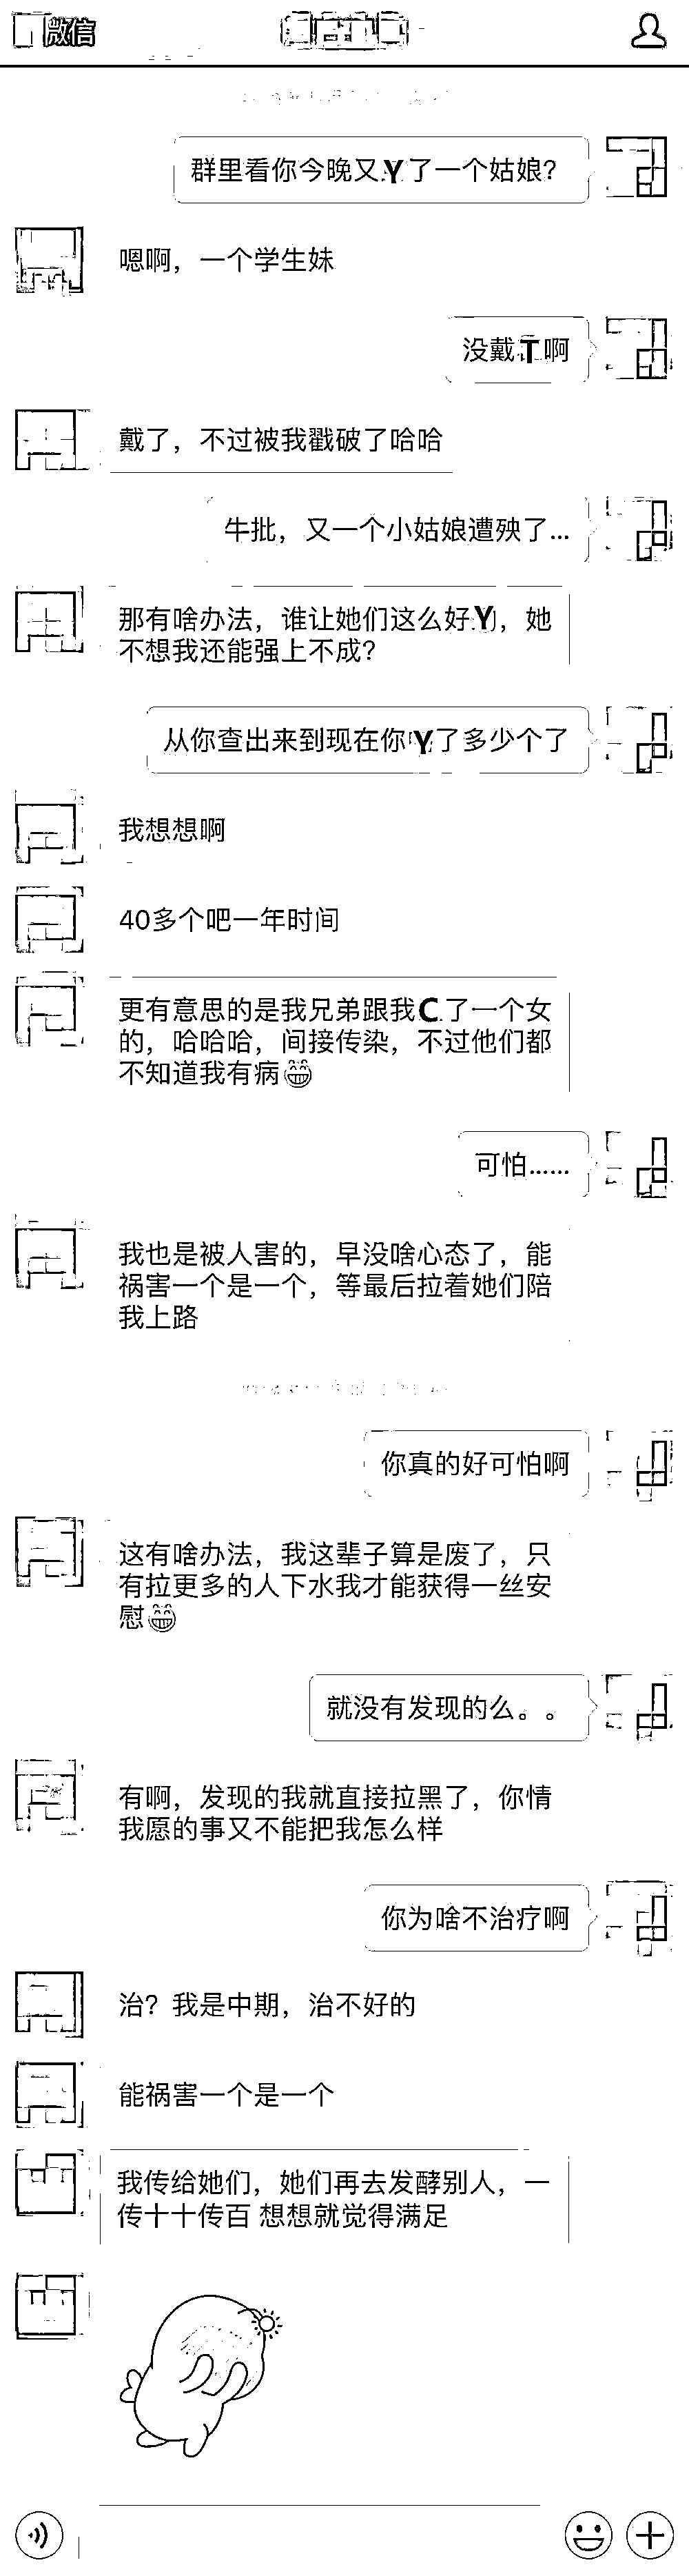 微信
群里看你今晚又Y了一个姑娘?
嗯啊，一个学生妹
没戴T啊
戴了，不过被我戳破了哈哈
牛批，又一个小姑娘遭殃了...
那有啥办法，谁让她们这么好Y，她
不想我还能强上不成？
从你查出来到现在你Y了多少个了
我想想啊
40多个吧一年时间
更有意思的是我兄弟跟我C了一个女
的，哈哈哈，间接传染，不过他们都
不知道我有病😁
可怕......
我也是被人害的，早没啥心态了，能
祸害一个是一个，等最后拉着她们陪
我上路
你真的好可怕啊
这有啥办法，我这辈子算是废了，只
有拉更多的人下水我才能获得一丝安
慰😁
就没有发现的么。。
有啊，发现的我就直接拉黑了，你情
我愿的事又不能把我怎么样
你为啥不治疗啊
治？我是中期，治不好的
能祸害一个是一个
我传给她们，她们再去发酵别人，一
传十十传百 想想就觉得满足